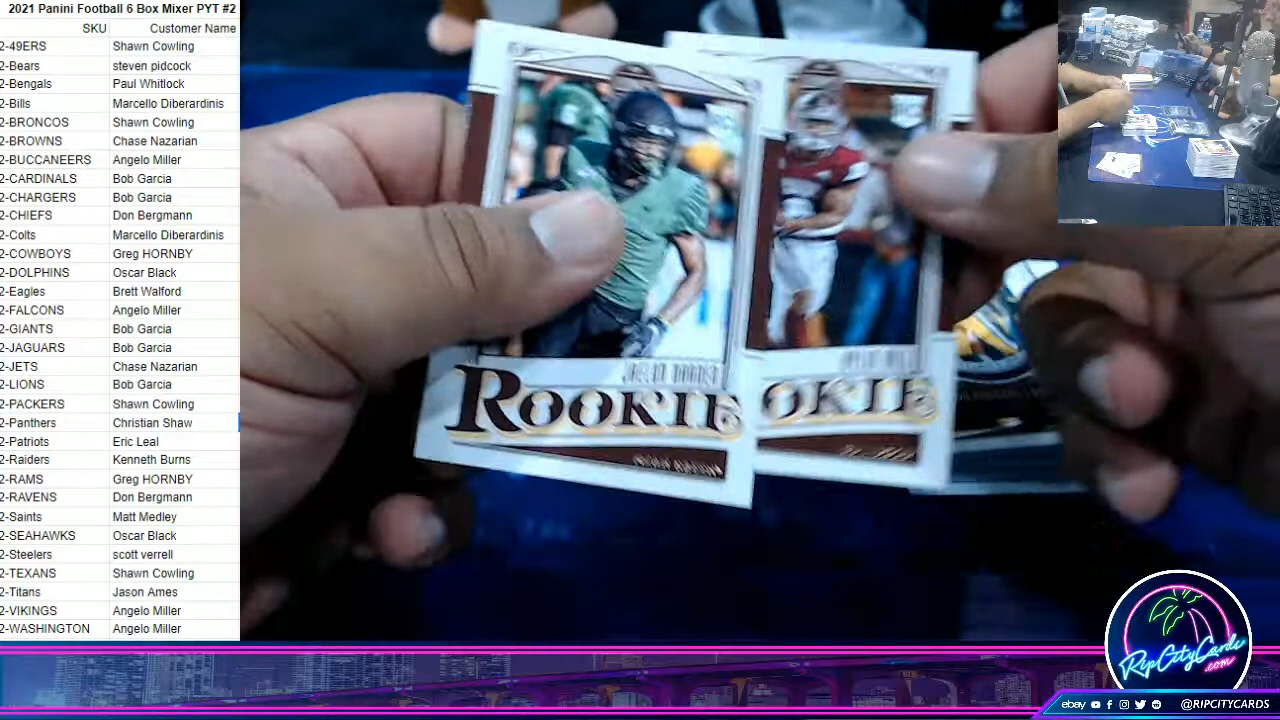 2021 Panini Football 6 Box Mixer PYT #2
SKU Customer Name
2-49ERS Shawn Cowling
2-Bears steven pidcock
2-Bengals Paul Whitlock
2-Bills Marcello Diberardinis
2-BRONCOS Shawn Cowling
2-BROWNS Chase Nazarian
2-BUCCANEERS Angelo Miller
2-CARDINALS Bob Garcia
2-CHARGERS Bob Garcia
2-CHIEFS Don Bergmann
2-Colts Marcello Diberardinis
2-COWBOYS Greg HORNBY
2-DOLPHINS Oscar Black
2-Eagles Brett Walford
2-FALCONS Angelo Miller
2-GIANTS Bob Garcia
2-JAGUARS Bob Garcia
2-JETS Chase Nazarian
2-LIONS Bob Garcia
2-PACKERS Shawn Cowling
2-Panthers Christian Shaw
2-Patriots Eric Leal
2-Raiders Kenneth Burns
2-RAMS Greg HORNBY
2-RAVENS Don Bergmann
2-Saints Matt Medley
2-SEAHAWKS Oscar Black
2-Steelers scott verrell
2-TEXANS Shawn Cowling
2-Titans Jason Ames
2-VIKINGS Angelo Miller
2-WASHINGTON Angelo Miller
ROOKIE
OKIE
RC
RipCityCards
.com
ebay @RIPCITYCARDS